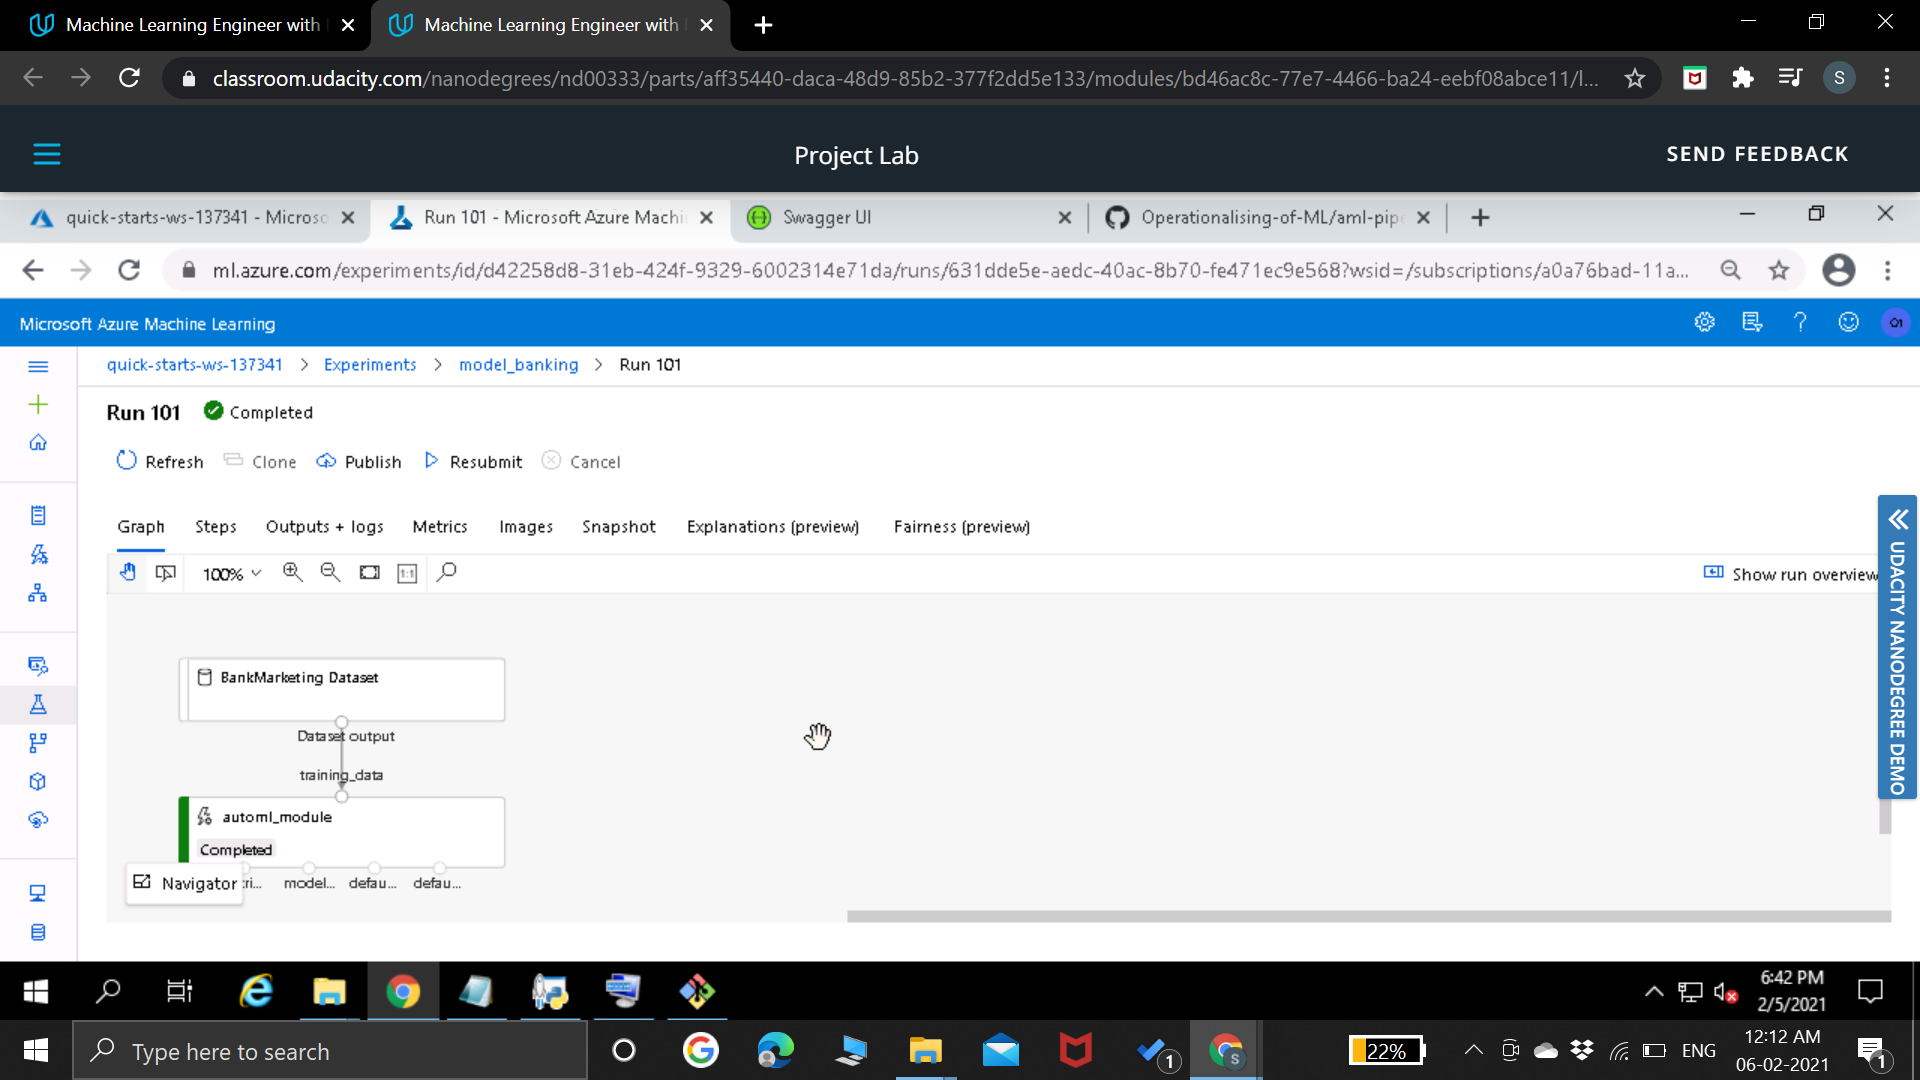 Machine Learning Engineer with
Machine Learning Engineer with
classroom.udacity.com/nanodegrees/nd00333/parts/aff35440-daca-48d9-85b2-377f2dd5e133/modules/bd46ac8c-77e7-4466-ba24-eebf08abce11/l...
S
Project Lab
SEND FEEDBACK
quick-starts-ws-137341 - Microso
Run 101 - Microsoft Azure Machi
Swagger UI
Operationalising-of-ML/aml-pip
ml.azure.com/experiments/id/d42258d8-31eb-424f-9329-6002314e71da/runs/631dde5e-aedc-40ac-8b70-fe471ec9e568?wsid=/subscriptions/a0a76bad-11a...
Microsoft Azure Machine Learning
quick-starts-ws-137341 > Experiments > model_banking > Run 101
Run 101 Completed
Refresh Clone Publish Resubmit Cancel
Graph Steps Outputs + logs Metrics Images Snapshot Explanations (preview) Fairness (preview)
100% 1:1 Show run overview
UDACITY NANODEGREE DEMO
BankMarketing Dataset
Dataset output
training_data
automl_module
Completed
Navigator
ri... model... defau... defau...
6:42 PM
2/5/2021
Type here to search
1
S
22%
ENG
12:12 AM
06-02-2021
1